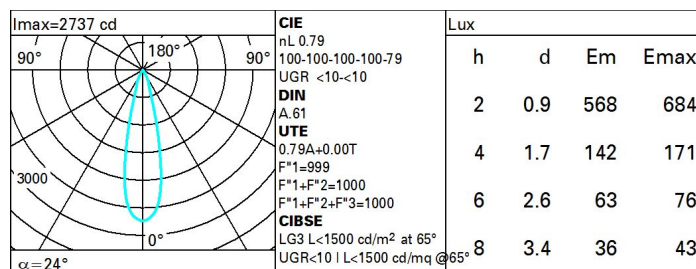 Imax=2737 cd
90°
180°
90°
3000
0°
α=24°
CIE
nL 0.79
100-100-100-100-79
UGR <10-<10
DIN
A.61
UTE
0.79A+0.00T
F"1=999
F"1+F"2=1000
F"1+F"2+F"3=1000
CIBSE
LG3 L<1500 cd/m² at 65°
UGR<10 | L<1500 cd/mq @65°
Lux
h d Em Emax
2 0.9 568 684
4 1.7 142 171
6 2.6 63 76
8 3.4 36 43